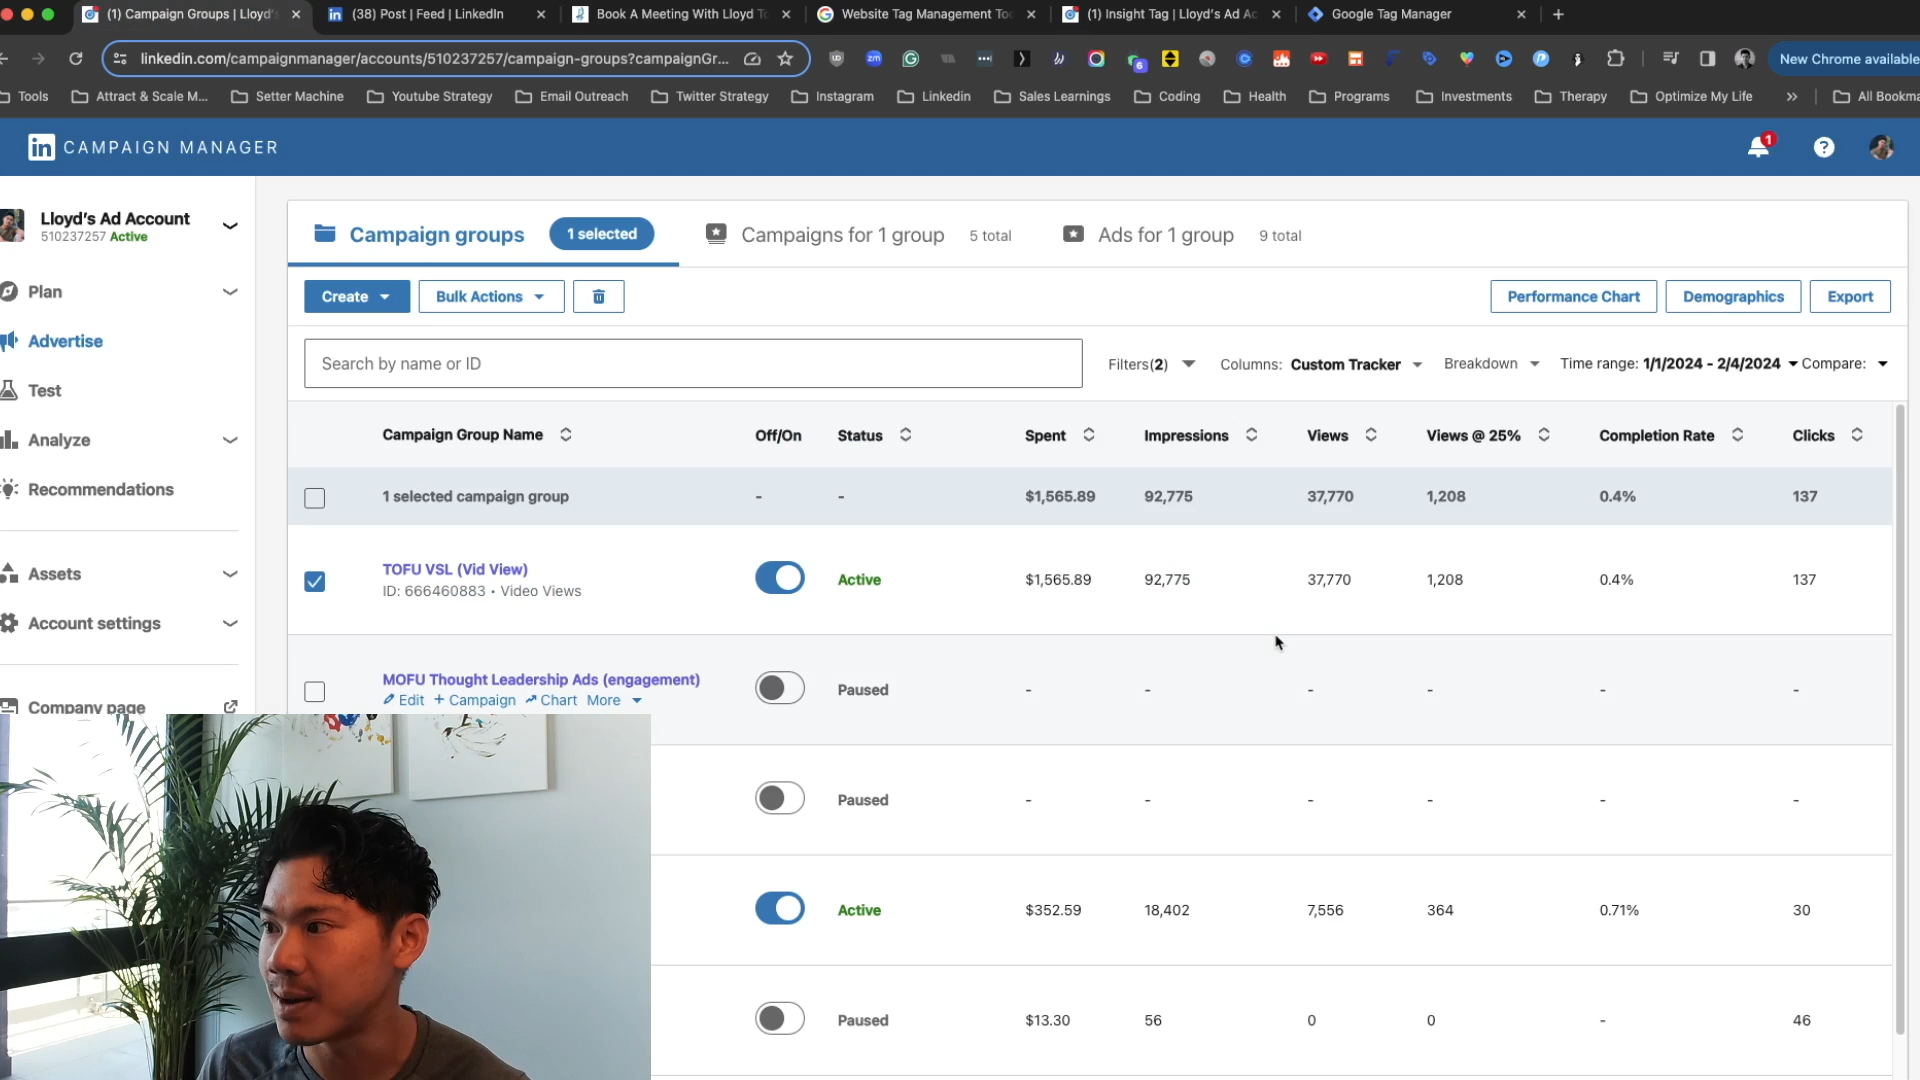 (1) Campaign Groups | Lloyd'
(38) Post | Feed | LinkedIn
Book A Meeting With Lloyd T
Website Tag Management Too
(1) Insight Tag | Lloyd's Ad Ac
Google Tag Manager
linkedin.com/campaignmanager/accounts/510237257/campaign-groups?campaignGr...
New Chrome available
Tools
Attract & Scale M...
Setter Machine
Youtube Strategy
Email Outreach
Twitter Strategy
Instagram
Linkedin
Sales Learnings
Coding
Health
Programs
Investments
Therapy
Optimize My Life
»
All Bookma
in CAMPAIGN MANAGER
1
?
Lloyd's Ad Account
510237257 Active
Plan
Advertise
Test
Analyze
Recommendations
Assets
Account settings
Company page
Campaign groups 1 selected
Campaigns for 1 group 5 total
Ads for 1 group 9 total
Create
Bulk Actions
Performance Chart
Demographics
Export
Search by name or ID
Filters(2)
Columns: Custom Tracker
Breakdown
Time range: 1/1/2024 - 2/4/2024
Compare:
Campaign Group Name Off/On Status Spent Impressions Views Views @ 25% Completion Rate Clicks
1 selected campaign group - - $1,565.89 92,775 37,770 1,208 0.4% 137
TOFU VSL (Vid View) Active $1,565.89 92,775 37,770 1,208 0.4% 137
ID: 666460883 • Video Views
MOFU Thought Leadership Ads (engagement) Paused - - - - - -
Edit + Campaign Chart More
Paused - - - - - -
Active $352.59 18,402 7,556 364 0.71% 30
Paused $13.30 56 0 0 - 46